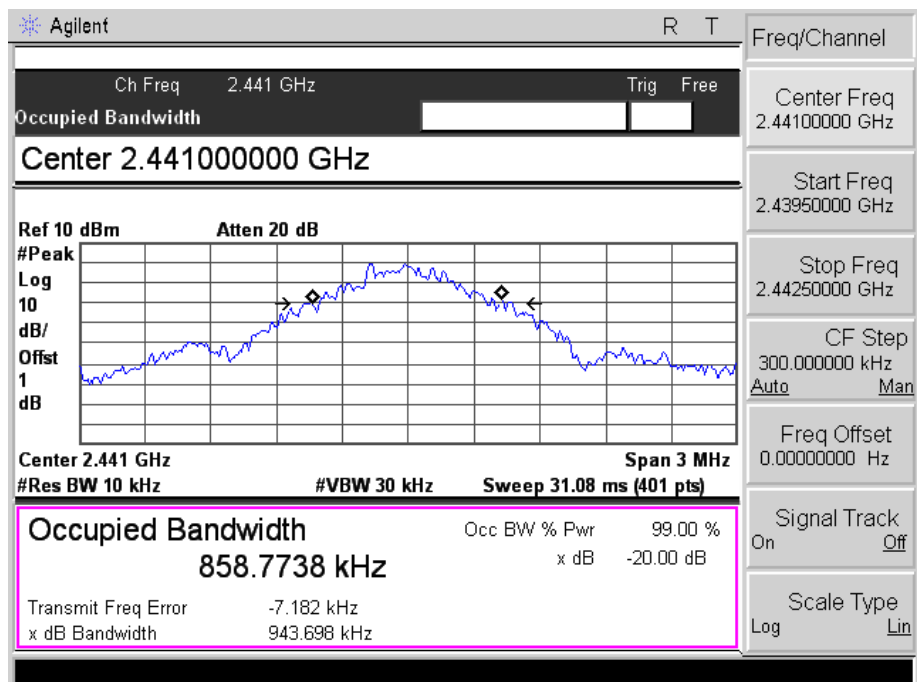 Agilent R T
Ch Freq 2.441 GHz Trig Free
Occupied Bandwidth
Center 2.441000000 GHz
Ref 10 dBm Atten 20 dB
#Peak
Log
10
dB/
Offst
1
dB
Center 2.441 GHz Span 3 MHz
#Res BW 10 kHz #VBW 30 kHz Sweep 31.08 ms (401 pts)
Occupied Bandwidth
858.7738 kHz
Occ BW % Pwr 99.00 %
x dB -20.00 dB
Transmit Freq Error -7.182 kHz
x dB Bandwidth 943.698 kHz
Freq/Channel
Center Freq
2.44100000 GHz
Start Freq
2.43950000 GHz
Stop Freq
2.44250000 GHz
CF Step
300.000000 kHz
Auto Man
Freq Offset
0.00000000 Hz
Signal Track
On Off
Scale Type
Log Lin